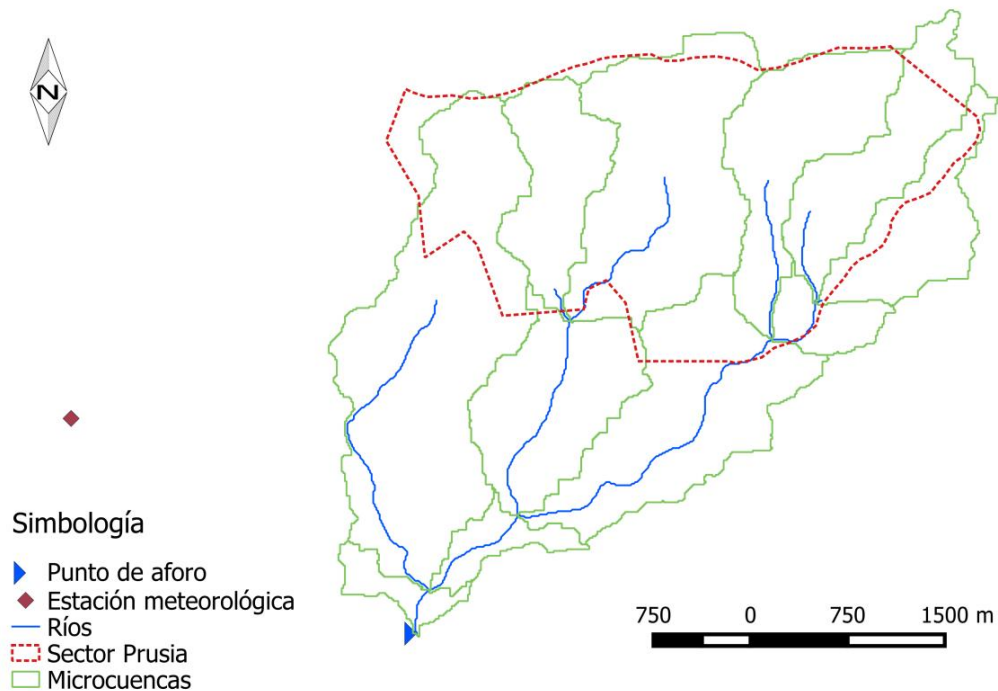 N
Simbología
Punto de aforo
Estación meteorológica
Ríos
Sector Prusia
Microcuencas
750 0 750 1500 m